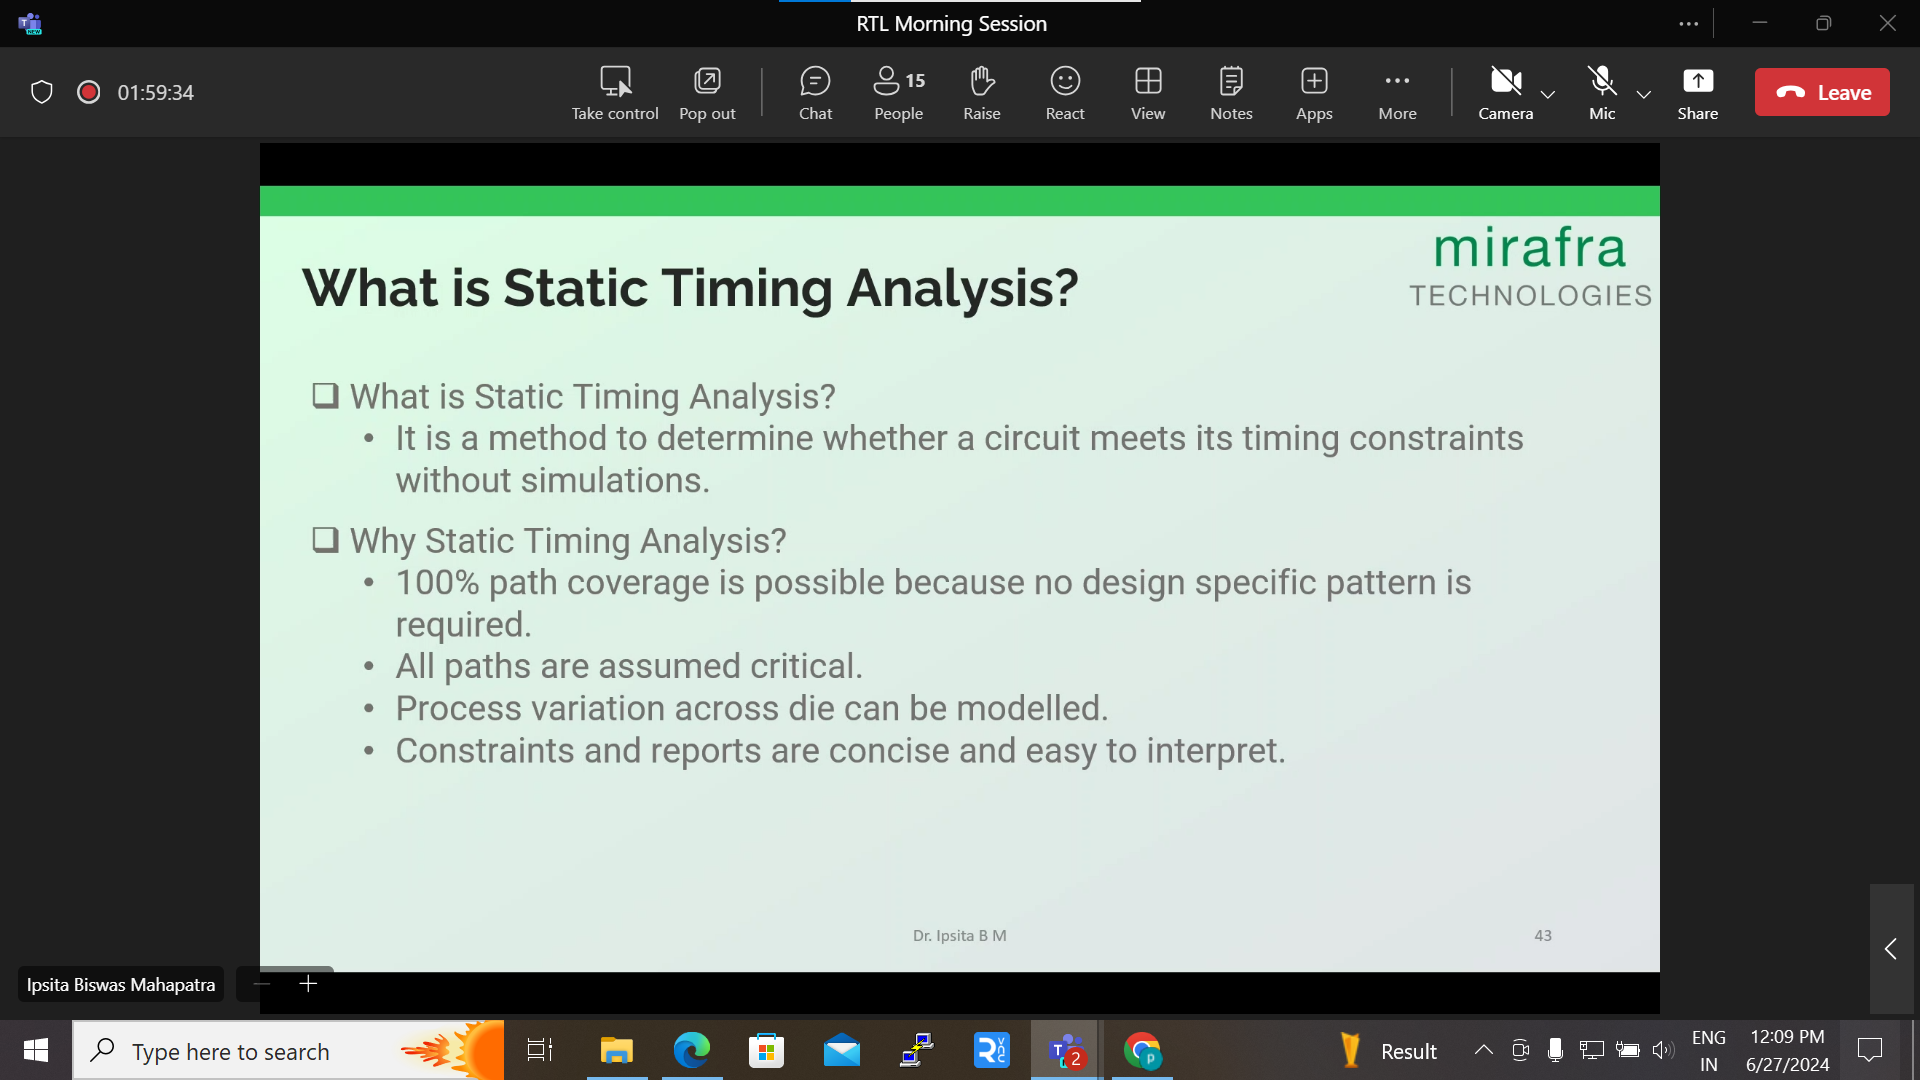 RTL Morning Session
01:59:34
Take control
Pop out
Chat
15
People
Raise
React
View
Notes
Apps
More
Camera
Mic
Share
Leave
mirafra
TECHNOLOGIES
What is Static Timing Analysis?
What is Static Timing Analysis?
• It is a method to determine whether a circuit meets its timing constraints
without simulations.
Why Static Timing Analysis?
• 100% path coverage is possible because no design specific pattern is
required.
• All paths are assumed critical.
• Process variation across die can be modelled.
• Constraints and reports are concise and easy to interpret.
Dr. Ipsita B M
43
Ipsita Biswas Mahapatra
Type here to search
2
p
Result
ENG
IN
12:09 PM
6/27/2024